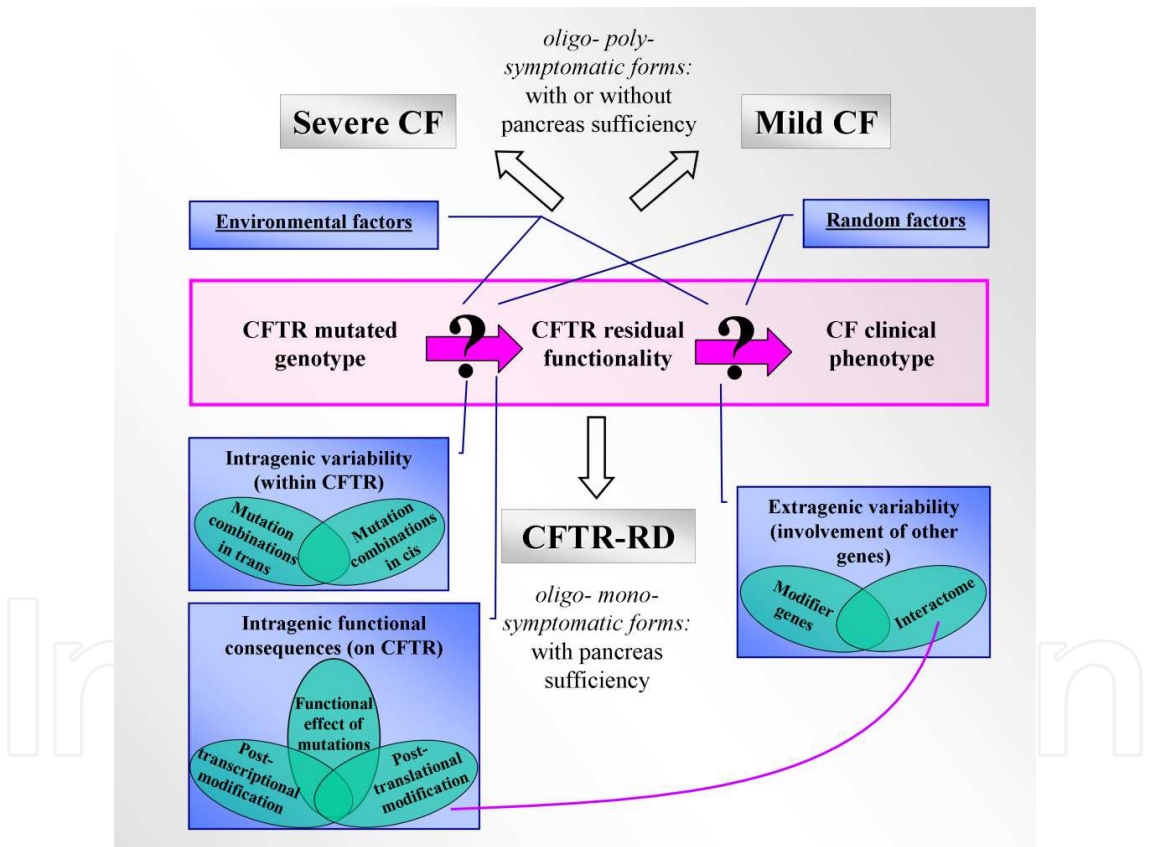 oligo- poly-
symptomatic forms:
with or without
pancreas sufficiency
Severe CF
Mild CF
Environmental factors
Random factors
CFTR mutated
genotype
?
CFTR residual
functionality
?
CF clinical
phenotype
Intragenic variability
(within CFTR)
Mutation
combinations
in trans
Mutation
combinations
in cis
CFTR-RD
oligo- mono-
symptomatic forms:
with pancreas
sufficiency
Extragenic variability
(involvement of other
genes)
Modifier
genes
Interactome
Intragenic functional
consequences (on CFTR)
Functional
effect of
mutations
Post-
transcriptional
modification
Post-
translational
modification